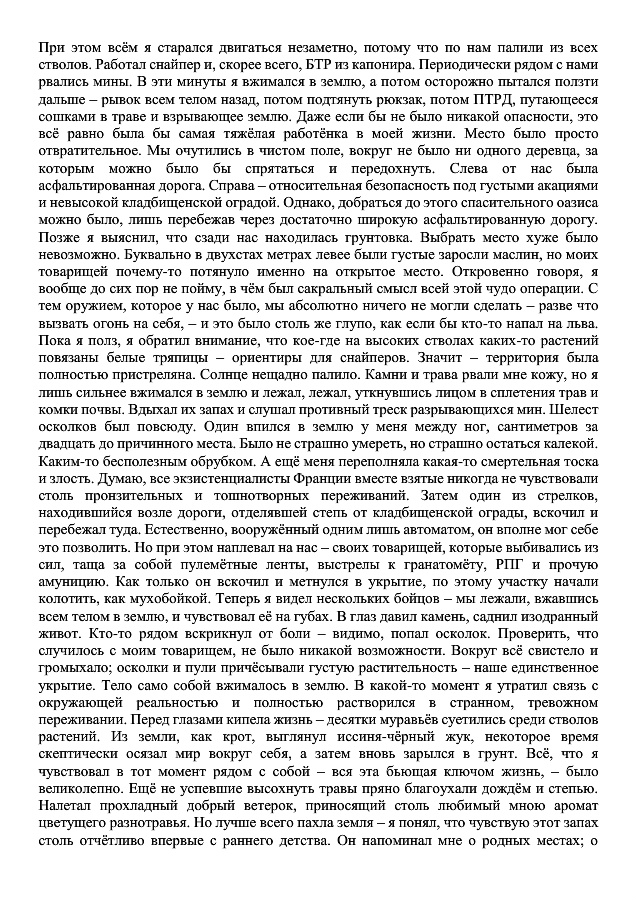 При этом всём я старался двигаться незаметно, потому что по нам палили из всех
стволов. Работал снайпер и, скорее всего, БТР из капонира. Периодически рядом с нами
рвались мины. В эти минуты я вжимался в землю, а потом осторожно пытался ползти
дальше – рывок всем телом назад, потом подтянуть рюкзак, потом ПТРД, путающееся
сошками в траве и взрывающее землю. Даже если бы не было никакой опасности, это
всё равно была бы самая тяжёлая работёнка в моей жизни. Место было просто
отвратительное. Мы очутились в чистом поле, вокруг не было ни одного деревца, за
которым можно было бы спрятаться и передохнуть. Слева от нас была
асфальтированная дорога. Справа – относительная безопасность под густыми акациями
и невысокой кладбищенской оградой. Однако, добраться до этого спасительного оазиса
можно было, лишь перебежав через достаточно широкую асфальтированную дорогу.
Позже я выяснил, что сзади нас находилась грунтовка. Выбрать место хуже было
невозможно. Буквально в двухстах метрах левее были густые заросли маслин, но моих
товарищей почему-то потянуло именно на открытое место. Откровенно говоря, я
вообще до сих пор не пойму, в чём был сакральный смысл всей этой чудо операции. С
тем оружием, которое у нас было, мы абсолютно ничего не могли сделать – разве что
вызвать огонь на себя, – и это было столь же глупо, как если бы кто-то напал на льва.
Пока я полз, я обратил внимание, что кое-где на высоких стволах каких-то растений
повязаны белые тряпицы – ориентиры для снайперов. Значит – территория была
полностью пристреляна. Солнце нещадно палило. Камни и трава рвали мне кожу, но я
лишь сильнее вжимался в землю и лежал, лежал, уткнувшись лицом в сплетения трав и
комки почвы. Вдыхал их запах и слушал противный треск разрывающихся мин. Шелест
осколков был повсюду. Один впился в землю у меня между ног, сантиметров за
двадцать до причинного места. Было не страшно умереть, но страшно остаться калекой.
Каким-то бесполезным обрубком. А ещё меня переполняла какая-то смертельная тоска
и злость. Думаю, все экзистенциалисты Франции вместе взятые никогда не чувствовали
столь пронзительных и тошнотворных переживаний. Затем один из стрелков,
находившийся возле дороги, отделявшей степь от кладбищенской ограды, вскочил и
перебежал туда. Естественно, вооружённый одним лишь автоматом, он вполне мог себе
это позволить. Но при этом наплевал на нас – своих товарищей, которые выбивались из
сил, таща за собой пулемётные ленты, выстрелы к гранатомёту, РПГ и прочую
амуницию. Как только он вскочил и метнулся в укрытие, по этому участку начали
колотить, как мухобойкой. Теперь я видел нескольких бойцов – мы лежали, вжавшись
всем телом в землю, и чувствовал её на губах. В глаз давил камень, саднил изодранный
живот. Кто-то рядом вскрикнул от боли – видимо, попал осколок. Проверить, что
случилось с моим товарищем, не было никакой возможности. Вокруг всё свистело и
громыхало; осколки и пули причёсывали густую растительность – наше единственное
укрытие. Тело само собой вжималось в землю. В какой-то момент я утратил связь с
окружающей реальностью и полностью растворился в странном, тревожном
переживании. Перед глазами кипела жизнь – десятки муравьёв суетились среди стволов
растений. Из земли, как крот, выглянул иссиня-чёрный жук, некоторое время
скептически осязал мир вокруг себя, а затем вновь зарылся в грунт. Всё, что я
чувствовал в тот момент рядом с собой – вся эта бьющая ключом жизнь, – было
великолепно. Ещё не успевшие высохнуть травы пряно благоухали дождём и степью.
Налетал прохладный добрый ветерок, приносящий столь любимый мною аромат
цветущего разнотравья. Но лучше всего пахла земля – я понял, что чувствую этот запах
столь отчётливо впервые с раннего детства. Он напоминал мне о родных местах; о